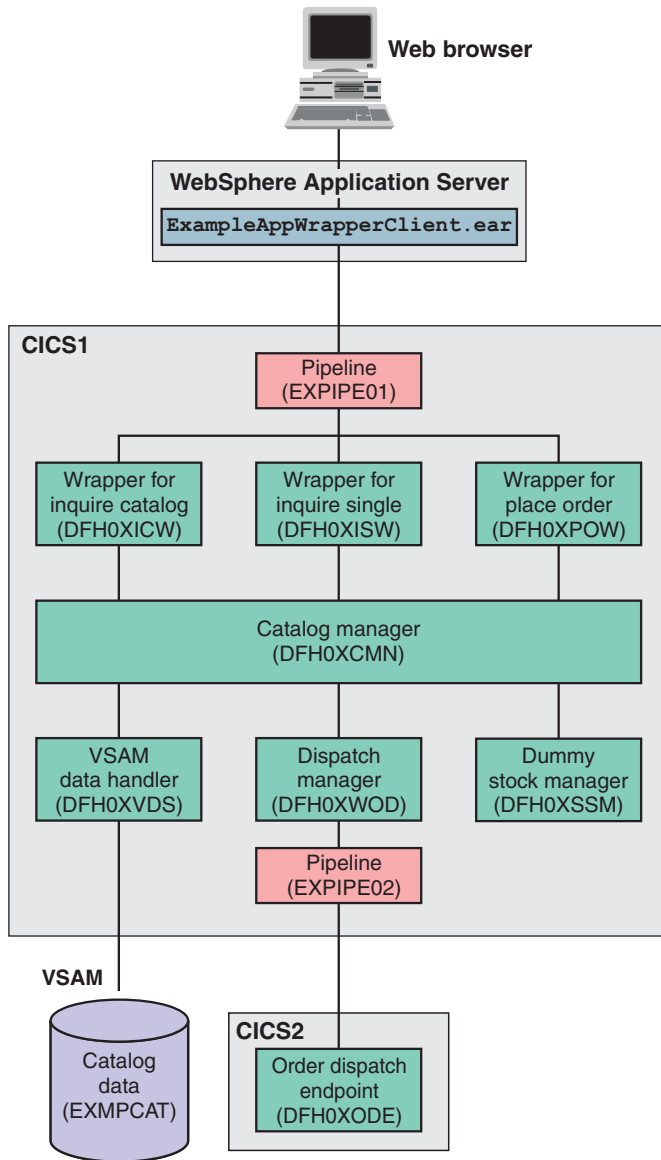 Web browser
WebSphere Application Server
ExampleAppWrapperClient.ear
CICS1
Pipeline
(EXPIPE01)
Wrapper for
inquire catalog
(DFH0XICW)
Wrapper for
inquire single
(DFH0XISW)
Wrapper for
place order
(DFH0XPOW)
Catalog manager
(DFH0XCMN)
VSAM
data handler
(DFH0XVDS)
Dispatch
manager
(DFH0XWOD)
Dummy
stock manager
(DFH0XSSM)
Pipeline
(EXPIPE02)
VSAM
Catalog
data
(EXMPCAT)
CICS2
Order dispatch
endpoint
(DFH0XODE)